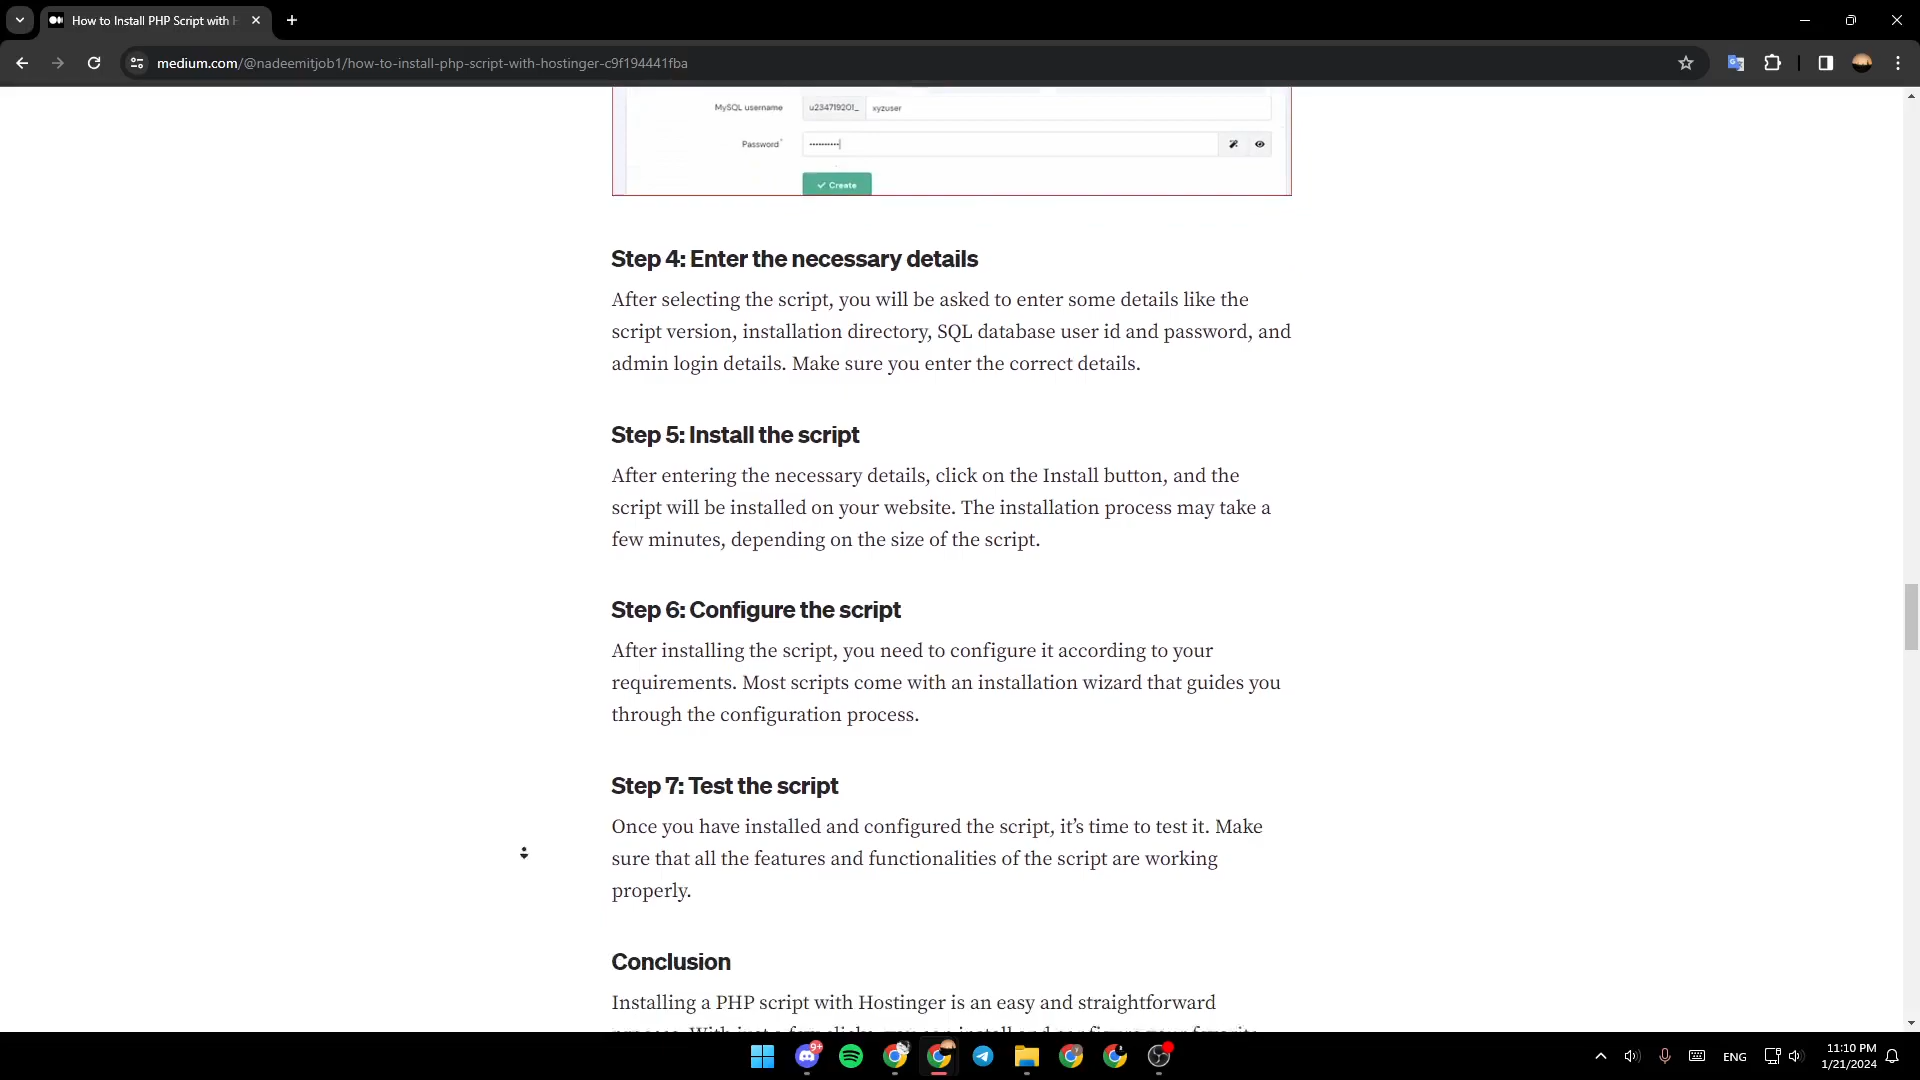 How to Install PHP Script with H
medium.com/@nadeemitjob1/how-to-install-php-script-with-hostinger-c9f194441fba
MySQL username
u234719201_
xyzuser
Password*
Create
Step 4: Enter the necessary details
After selecting the script, you will be asked to enter some details like the
script version, installation directory, SQL database user id and password, and
admin login details. Make sure you enter the correct details.
Step 5: Install the script
After entering the necessary details, click on the Install button, and the
script will be installed on your website. The installation process may take a
few minutes, depending on the size of the script.
Step 6: Configure the script
After installing the script, you need to configure it according to your
requirements. Most scripts come with an installation wizard that guides you
through the configuration process.
Step 7: Test the script
Once you have installed and configured the script, it’s time to test it. Make
sure that all the features and functionalities of the script are working
properly.
Conclusion
Installing a PHP script with Hostinger is an easy and straightforward
9+
ENG
11:10 PM
1/21/2024